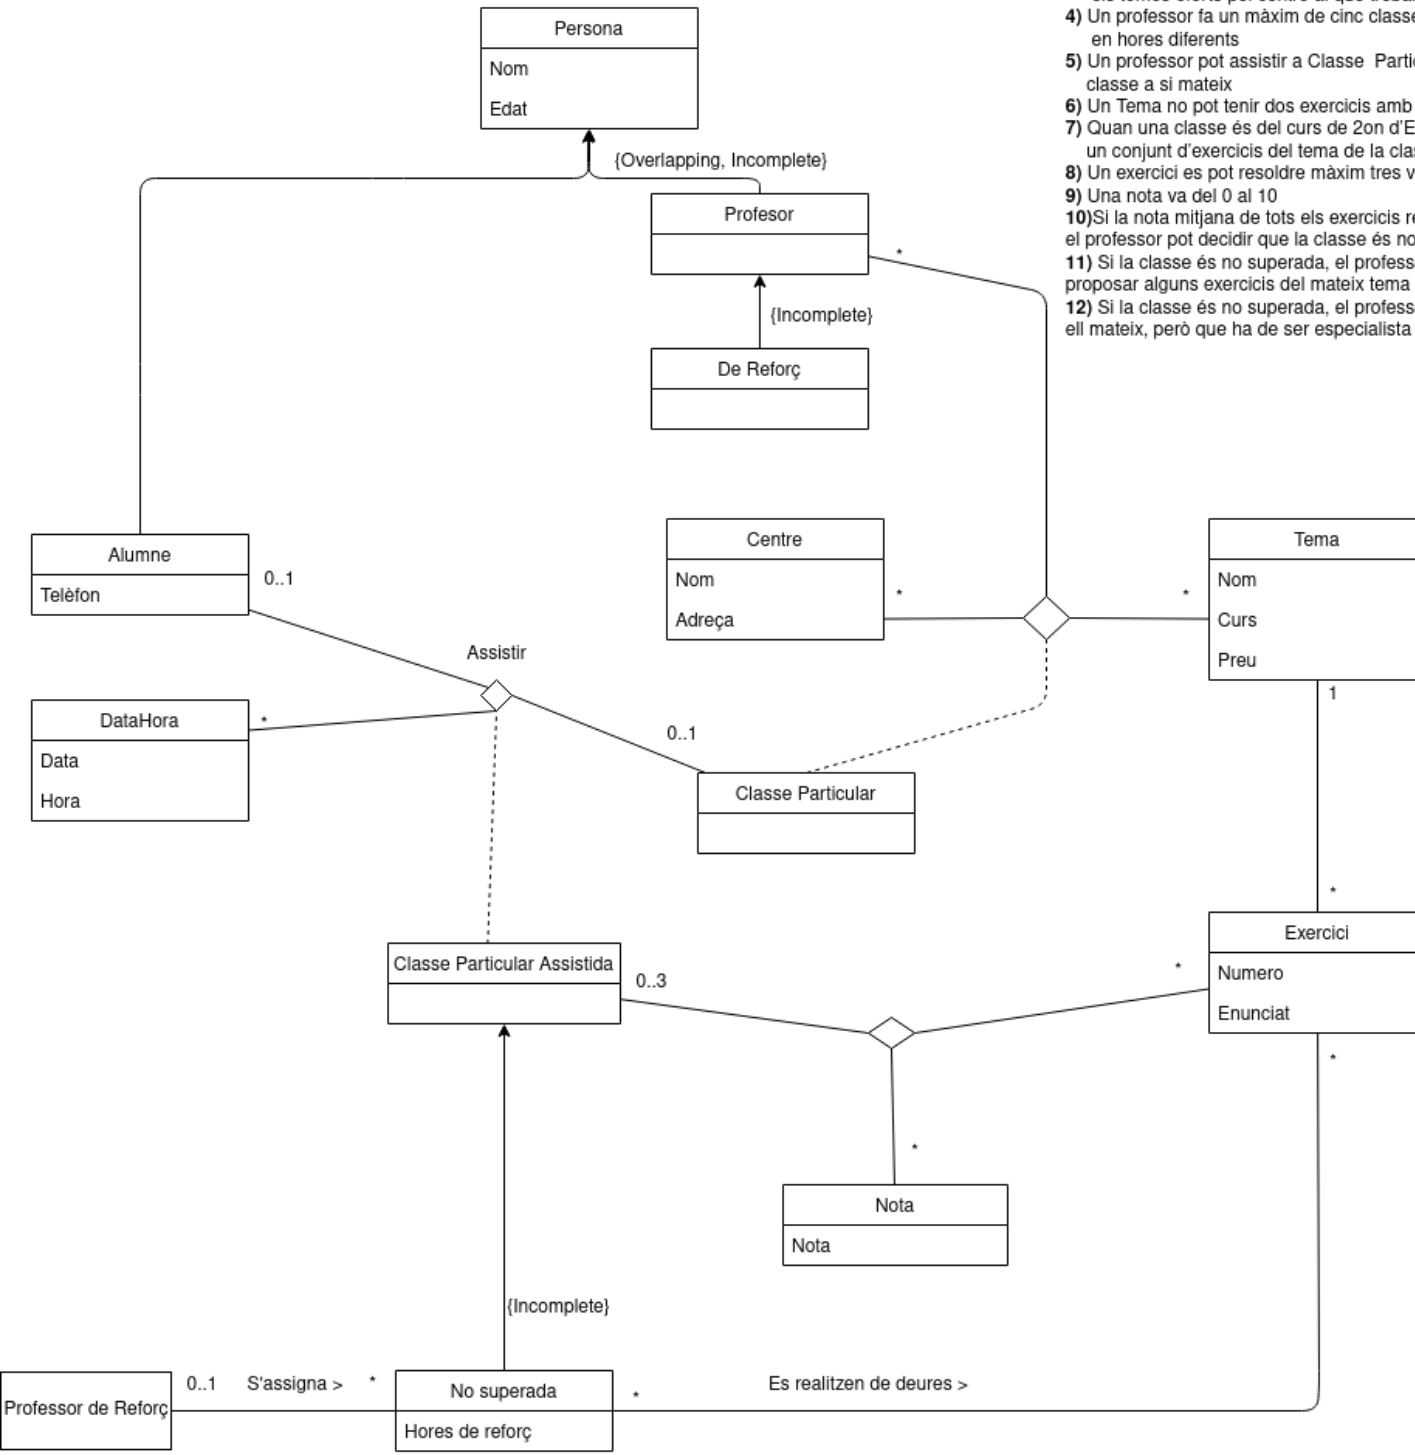 Persona
Nom
Edat
{Overlapping, Incomplete}
Profesor
*
{Incomplete}
De Reforç
4) Un professor fa un màxim de cinc
en hores diferents
5) Un professor pot assistir a Classe
classe a si mateix
6) Un Tema no pot tenir dos exercicis amb
7) Quan una classe és del curs de 2on
un conjunt d'exercicis del tema de la
8) Un exercici es pot resoldre màxim tres
9) Una nota va del 0 al 10
10)Si la nota mitjana de tots els exercicis
el professor pot decidir que la classe és
11) Si la classe és no superada, el
proposar alguns exercicis del mateix tema
12) Si la classe és no superada, el
ell mateix, però que ha de ser especialista
Alumne
Telèfon
0..1
Centre
Nom
Adreça
*
*
Tema
Nom
Curs
Preu
1
Assistir
DataHora
Data
Hora
*
0..1
Classe Particular
*
Exercici
Numero
Enunciat
*
*
Classe Particular Assistida
0..3
*
Nota
Nota
{Incomplete}
Professor de Reforç
0..1
S'assigna >
*
No superada
Hores de reforç
*
Es realitzen de deures >